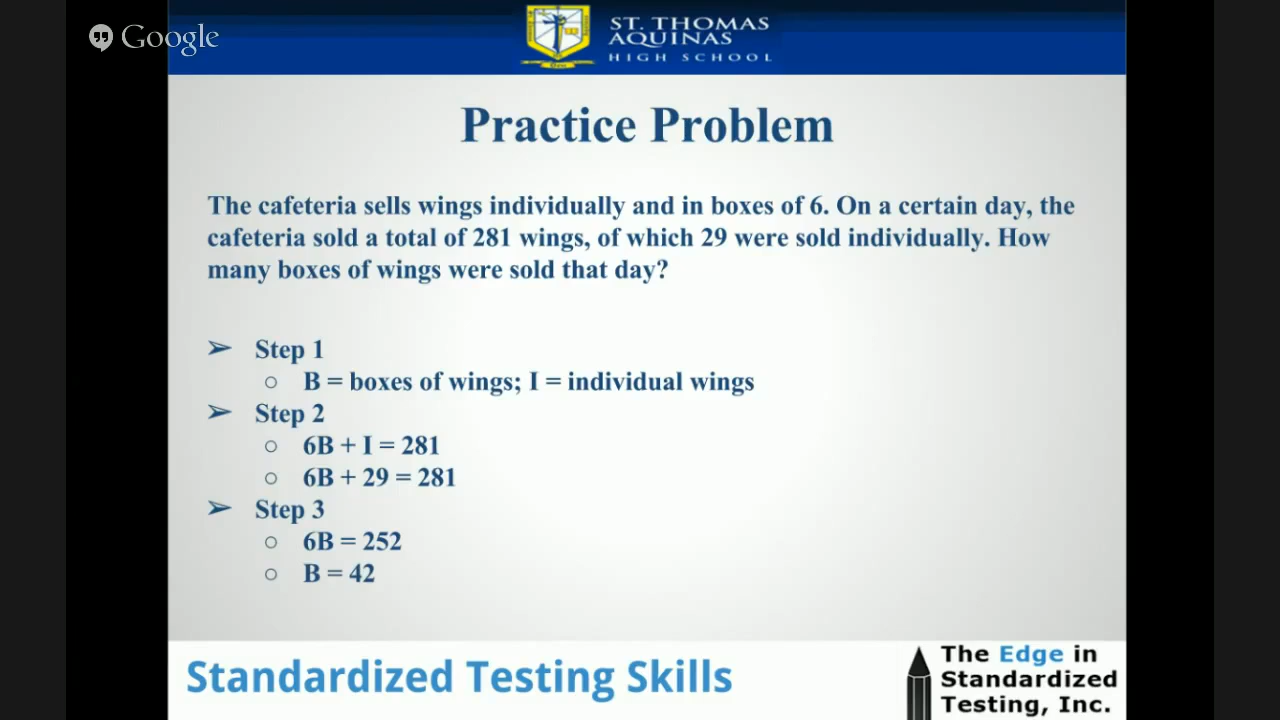 Google
ST. THOMAS
AQUINAS
HIGH SCHOOL
Practice Problem
The cafeteria sells wings individually and in boxes of 6. On a certain day, the
cafeteria sold a total of 281 wings, of which 29 were sold individually. How
many boxes of wings were sold that day?
➢ Step 1
○ B = boxes of wings; I = individual wings
➢ Step 2
○ 6B + I = 281
○ 6B + 29 = 281
➢ Step 3
○ 6B = 252
○ B = 42
Standardized Testing Skills
The Edge in
Standardized
Testing, Inc.